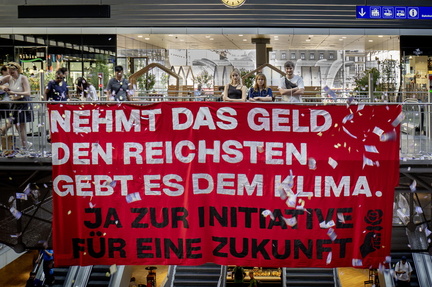 NEHMT DAS GELD
DEN REICHSTEN
GEBT ES DEM KLIMA.
JA ZUR INITIATIVE
FÜR EINE ZUKUNFT